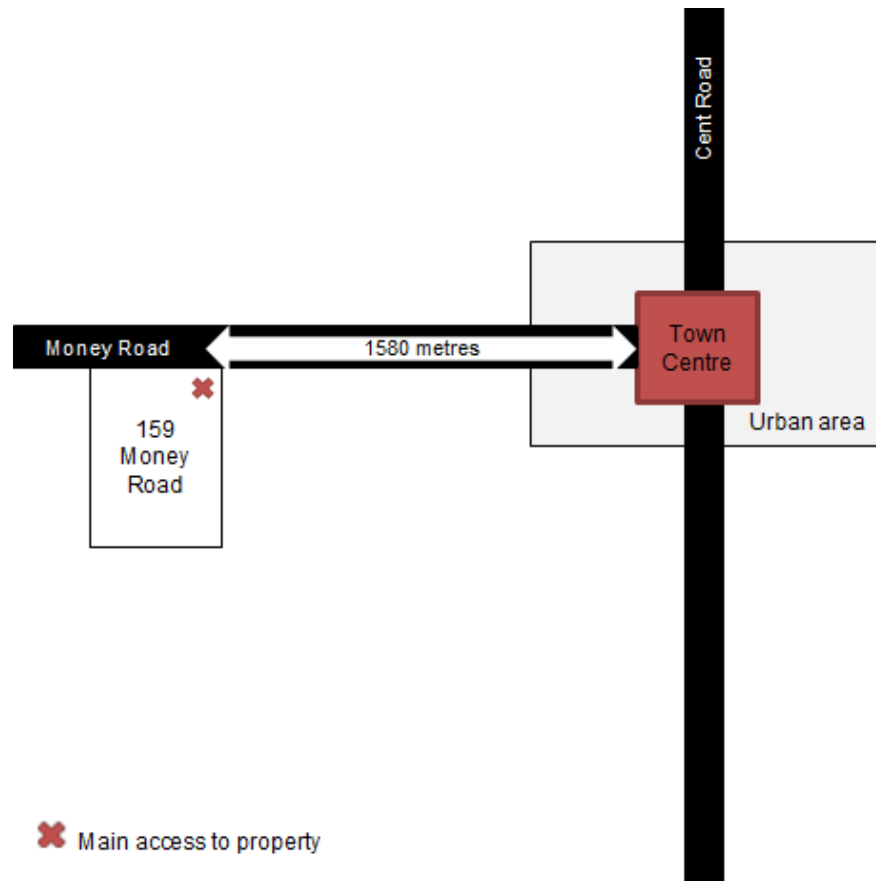 Cent Road
Money Road
1580 metres
Town
Centre
159
Money
Road
Urban area
Main access to property